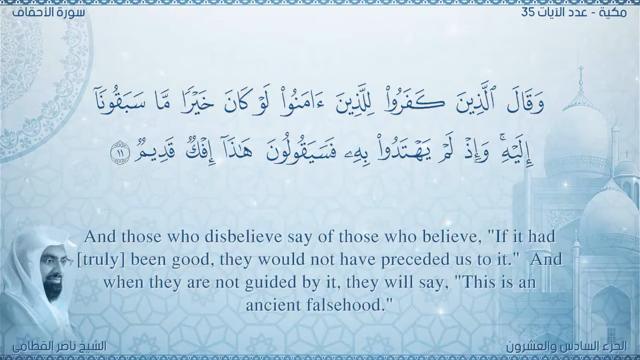 مكية - عدد الآيات 35
سورة الأحقاف
وَقَالَ ٱلَّذِينَ كَفَرُوا۟ لِلَّذِينَ ءَامَنُوا۟ لَوْ كَانَ خَيْرًا مَّا سَبَقُونَآ
إِلَيْهِ ۚ وَإِذْ لَمْ يَهْتَدُوا۟ بِهِۦ فَسَيَقُولُونَ هَـٰذَآ إِفْكٌ قَدِيمٌ ١١
And those who disbelieve say of those who believe, "If it had
[truly] been good, they would not have preceded us to it." And
when they are not guided by it, they will say, "This is an
ancient falsehood."
الجزء السادس والعشرون
الشيخ ناصر القطامي